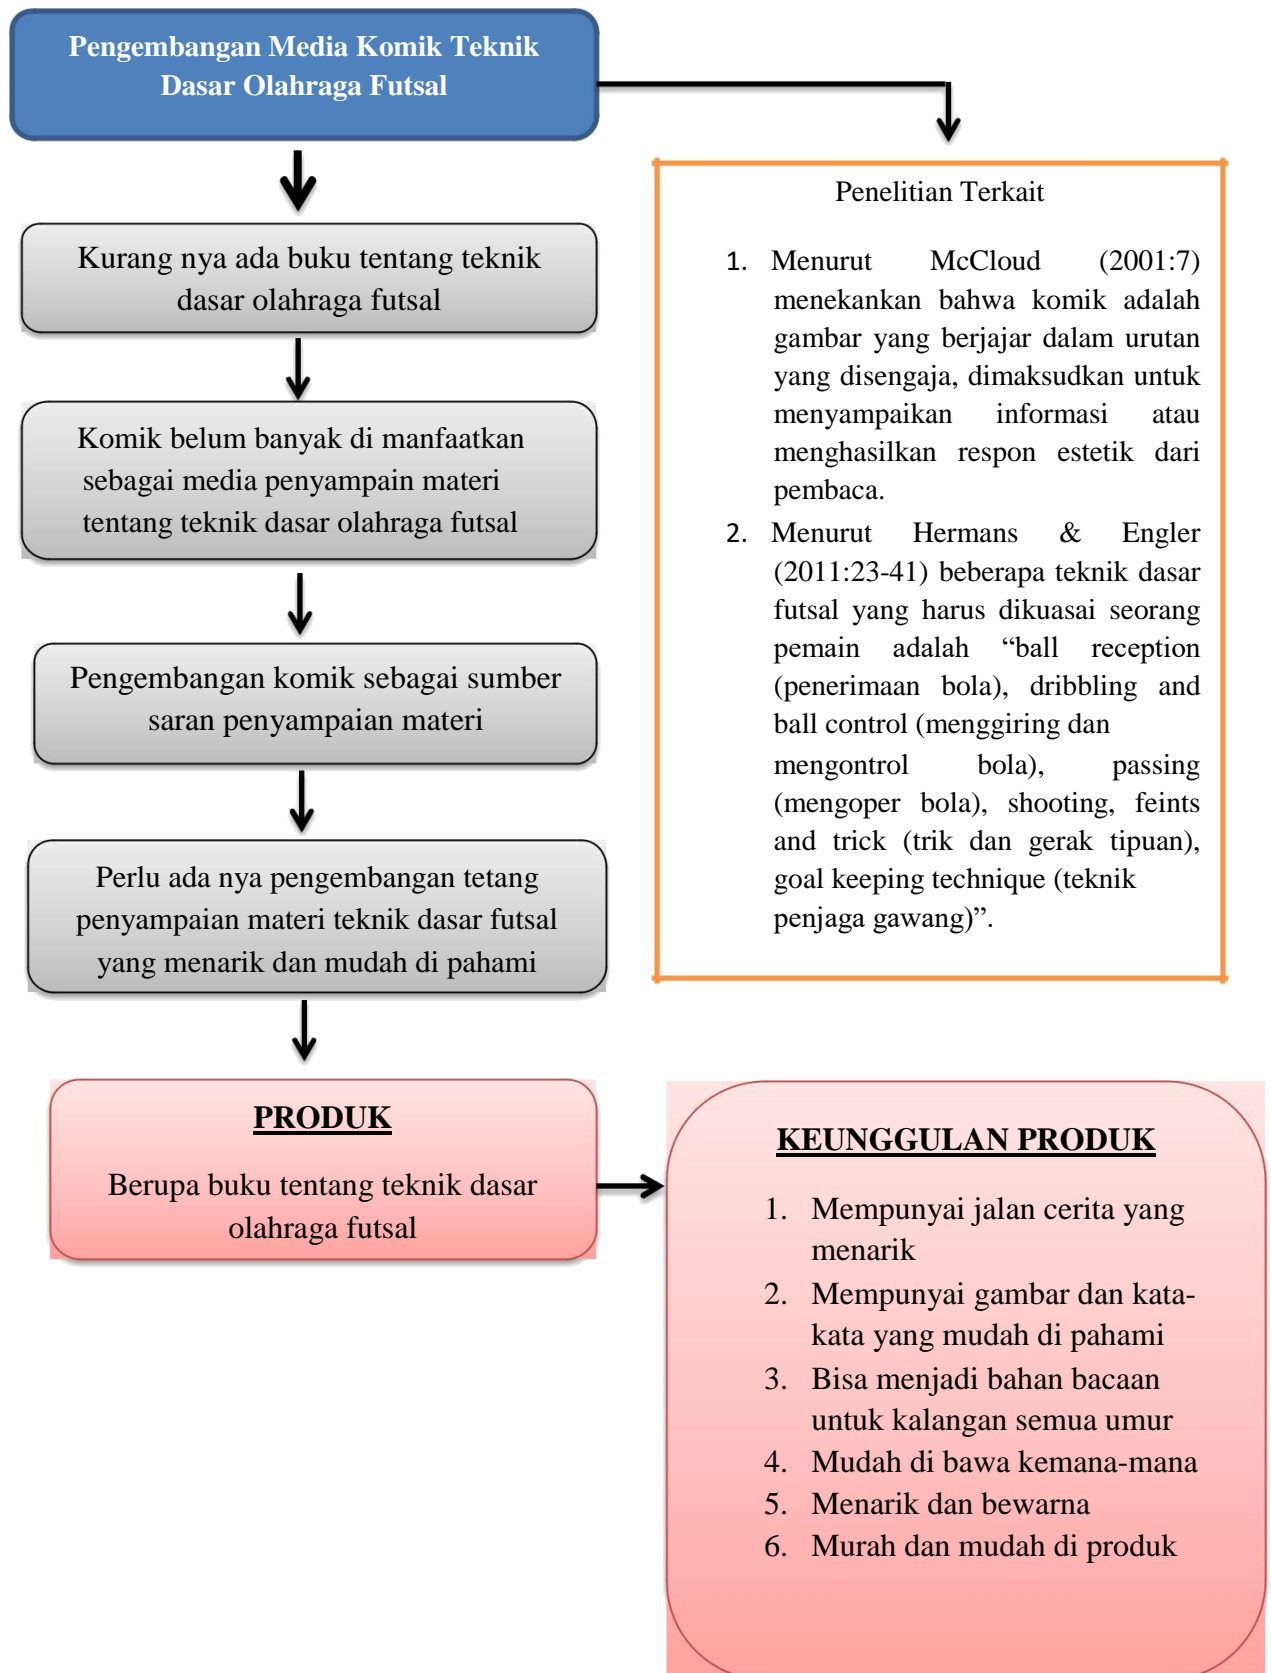 Pengembangan Media Komik Teknik
Dasar Olahraga Futsal
Kurang nya ada buku tentang teknik
dasar olahraga futsal
Komik belum banyak di manfaatkan
sebagai media penyampain materi
tentang teknik dasar olahraga futsal
Pengembangan komik sebagai sumber
saran penyampaian materi
Perlu ada nya pengembangan tetang
penyampaian materi teknik dasar futsal
yang menarik dan mudah di pahami
Penelitian Terkait
1. Menurut McCloud (2001:7)
menekankan bahwa komik adalah
gambar yang berjajar dalam urutan
yang disengaja, dimaksudkan untuk
menyampaikan informasi atau
menghasilkan respon estetik dari
pembaca.
2. Menurut Hermans & Engler
(2011:23-41) beberapa teknik dasar
futsal yang harus dikuasai seorang
pemain adalah “ball reception
(penerimaan bola), dribbling and
ball control (menggiring dan
mengontrol bola), passing
(mengoper bola), shooting, feints
and trick (trik dan gerak tipuan),
goal keeping technique (teknik
penjaga gawang)”.
PRODUK
Berupa buku tentang teknik dasar
olahraga futsal
KEUNGGULAN PRODUK
1. Mempunyai jalan cerita yang
menarik
2. Mempunyai gambar dan kata-
kata yang mudah di pahami
3. Bisa menjadi bahan bacaan
untuk kalangan semua umur
4. Mudah di bawa kemana-mana
5. Menarik dan bewarna
6. Murah dan mudah di produk